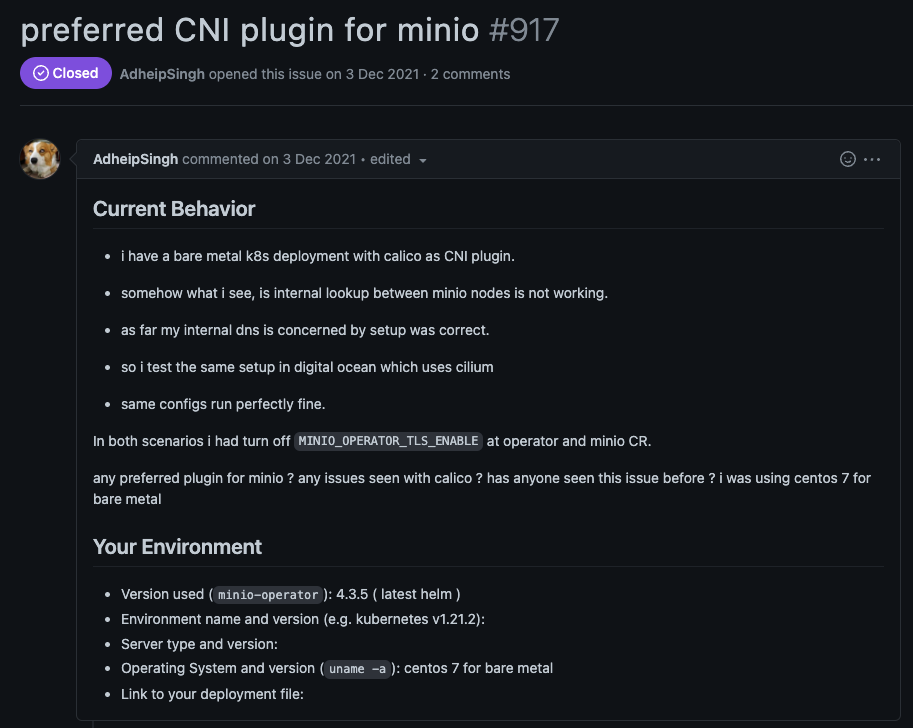 preferred CNI plugin for minio #917
Closed AdheipSingh opened this issue on 3 Dec 2021 · 2 comments
AdheipSingh commented on 3 Dec 2021 • edited
Current Behavior
• i have a bare metal k8s deployment with calico as CNI plugin.
• somehow what i see, is internal lookup between minio nodes is not working.
• as far my internal dns is concerned by setup was correct.
• so i test the same setup in digital ocean which uses cilium
• same configs run perfectly fine.
In both scenarios i had turn off MINIO_OPERATOR_TLS_ENABLE at operator and minio CR.
any preferred plugin for minio ? any issues seen with calico ? has anyone seen this issue before ? i was using centos 7 for
bare metal
Your Environment
• Version used (minio-operator): 4.3.5 ( latest helm )
• Environment name and version (e.g. kubernetes v1.21.2):
• Server type and version:
• Operating System and version (uname -a): centos 7 for bare metal
• Link to your deployment file: